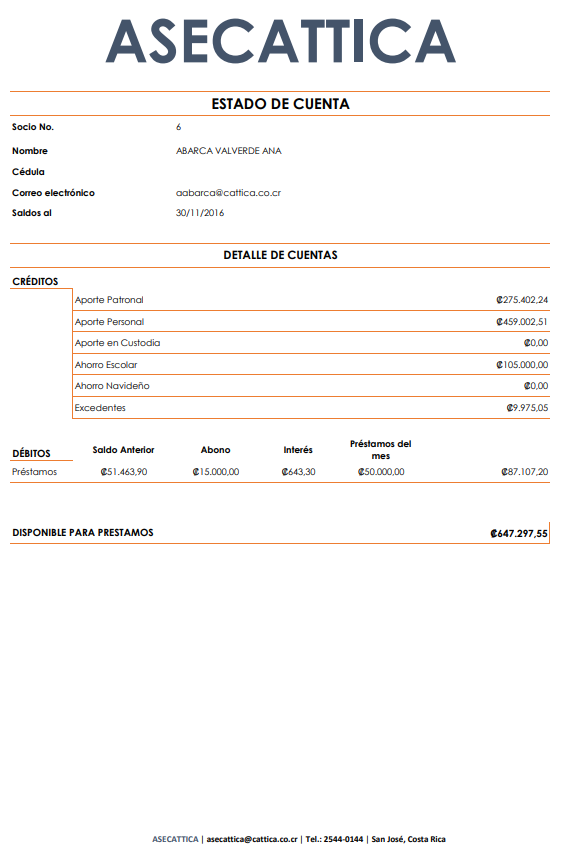 ASECATTICA
ESTADO DE CUENTA
Socio No. 6
Nombre ABARCA VALVERDE ANA
Cédula
Correo electrónico aabarca@cattica.co.cr
Saldos al 30/11/2016
DETALLE DE CUENTAS
CRÉDITOS
Aporte Patronal ₡275.402,24
Aporte Personal ₡459.002,51
Aporte en Custodia ₡0,00
Ahorro Escolar ₡105.000,00
Ahorro Navideño ₡0,00
Excedentes ₡9.975,05
DÉBITOS Saldo Anterior Abono Interés Préstamos del mes
Préstamos ₡51.463,90 ₡15.000,00 ₡643,30 ₡50.000,00 ₡87.107,20
DISPONIBLE PARA PRESTAMOS ₡647.297,55
ASECATTICA | asecattica@cattica.co.cr | Tel.: 2544-0144 | San José, Costa Rica